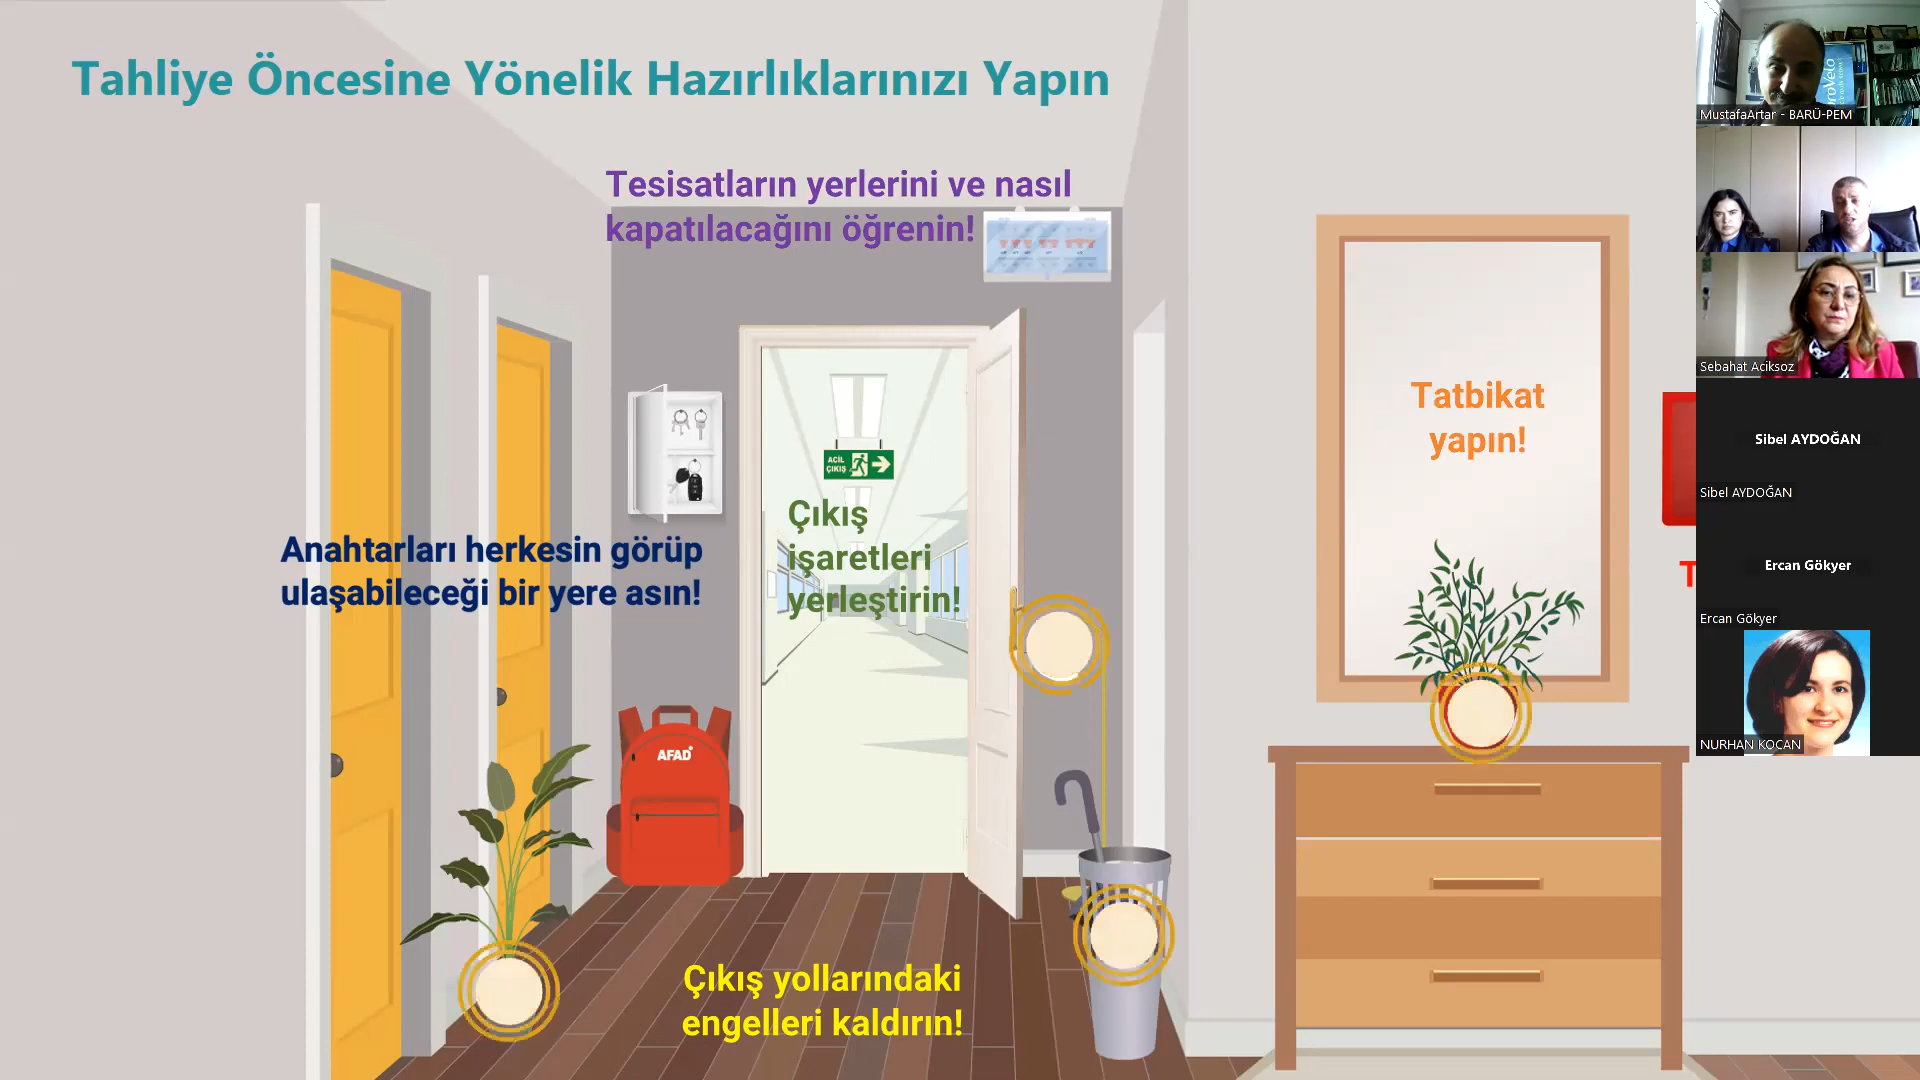 Tahliye Öncesine Yönelik Hazırlıklarınızı Yapın
Tesisatların yerlerini ve nasıl
kapatılacağını öğrenin!
ACİL
ÇIKIŞ
Tatbikat
yapın!
Çıkış
işaretleri
yerleştirin!
Anahtarları herkesin görüp
ulaşabileceği bir yere asın!
AFAD
Çıkış yollarındaki
engelleri kaldırın!
T
MustafaArtar - BARÜ-PEM
Sebahat Aciksoz
Sibel AYDOĞAN
Sibel AYDOĞAN
Ercan Gökyer
Ercan Gökyer
NURHAN KOCAN